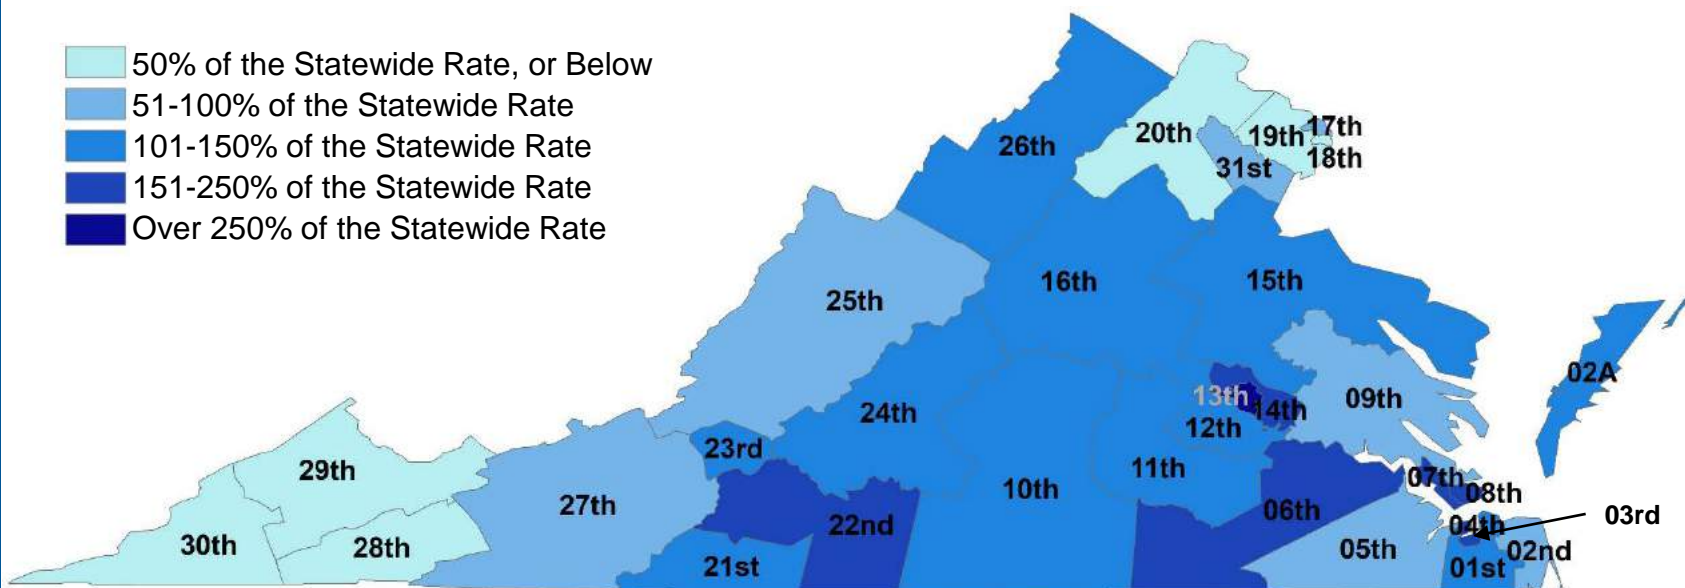 50% of the Statewide Rate, or Below
51-100% of the Statewide Rate
101-150% of the Statewide Rate
151-250% of the Statewide Rate
Over 250% of the Statewide Rate
26th
20th
19th
17th
18th
31st
25th
16th
15th
02A
13th
14th
09th
24th
12th
23rd
11th
29th
07th
10th
27th
08th
06th
03rd
22nd
04th
30th
28th
05th
02nd
21st
01st